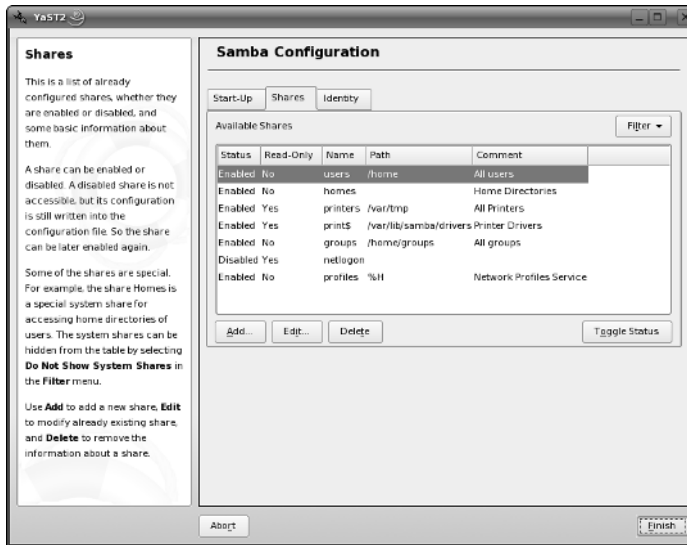 YaST2
Shares
This is a list of already
configured shares, whether they
are enabled or disabled, and
some basic information about
them.
A share can be enabled or
disabled. A disabled share is not
accessible, but its configuration
is still written into the
configuration file. So the share
can be later enabled again.
Some of the shares are special.
For example, the share Homes is
a special system share for
accessing home directories of
users. The system shares can be
hidden from the table by selecting
Do Not Show System Shares in
the Filter menu.
Use Add to add a new share, Edit
to modify already existing share,
and Delete to remove the
information about a share.
Samba Configuration
Start-Up Shares Identity
Available Shares Filter
Status Read-Only Name Path Comment
Enabled No users /home All users
Enabled No homes Home Directories
Enabled Yes printers /var/tmp All Printers
Enabled Yes print$ /var/lib/samba/drivers Printer Drivers
Enabled No groups /home/groups All groups
Disabled Yes netlogon
Enabled No profiles %H Network Profiles Service
Add... Edit... Delete Toggle Status
Abort Finish